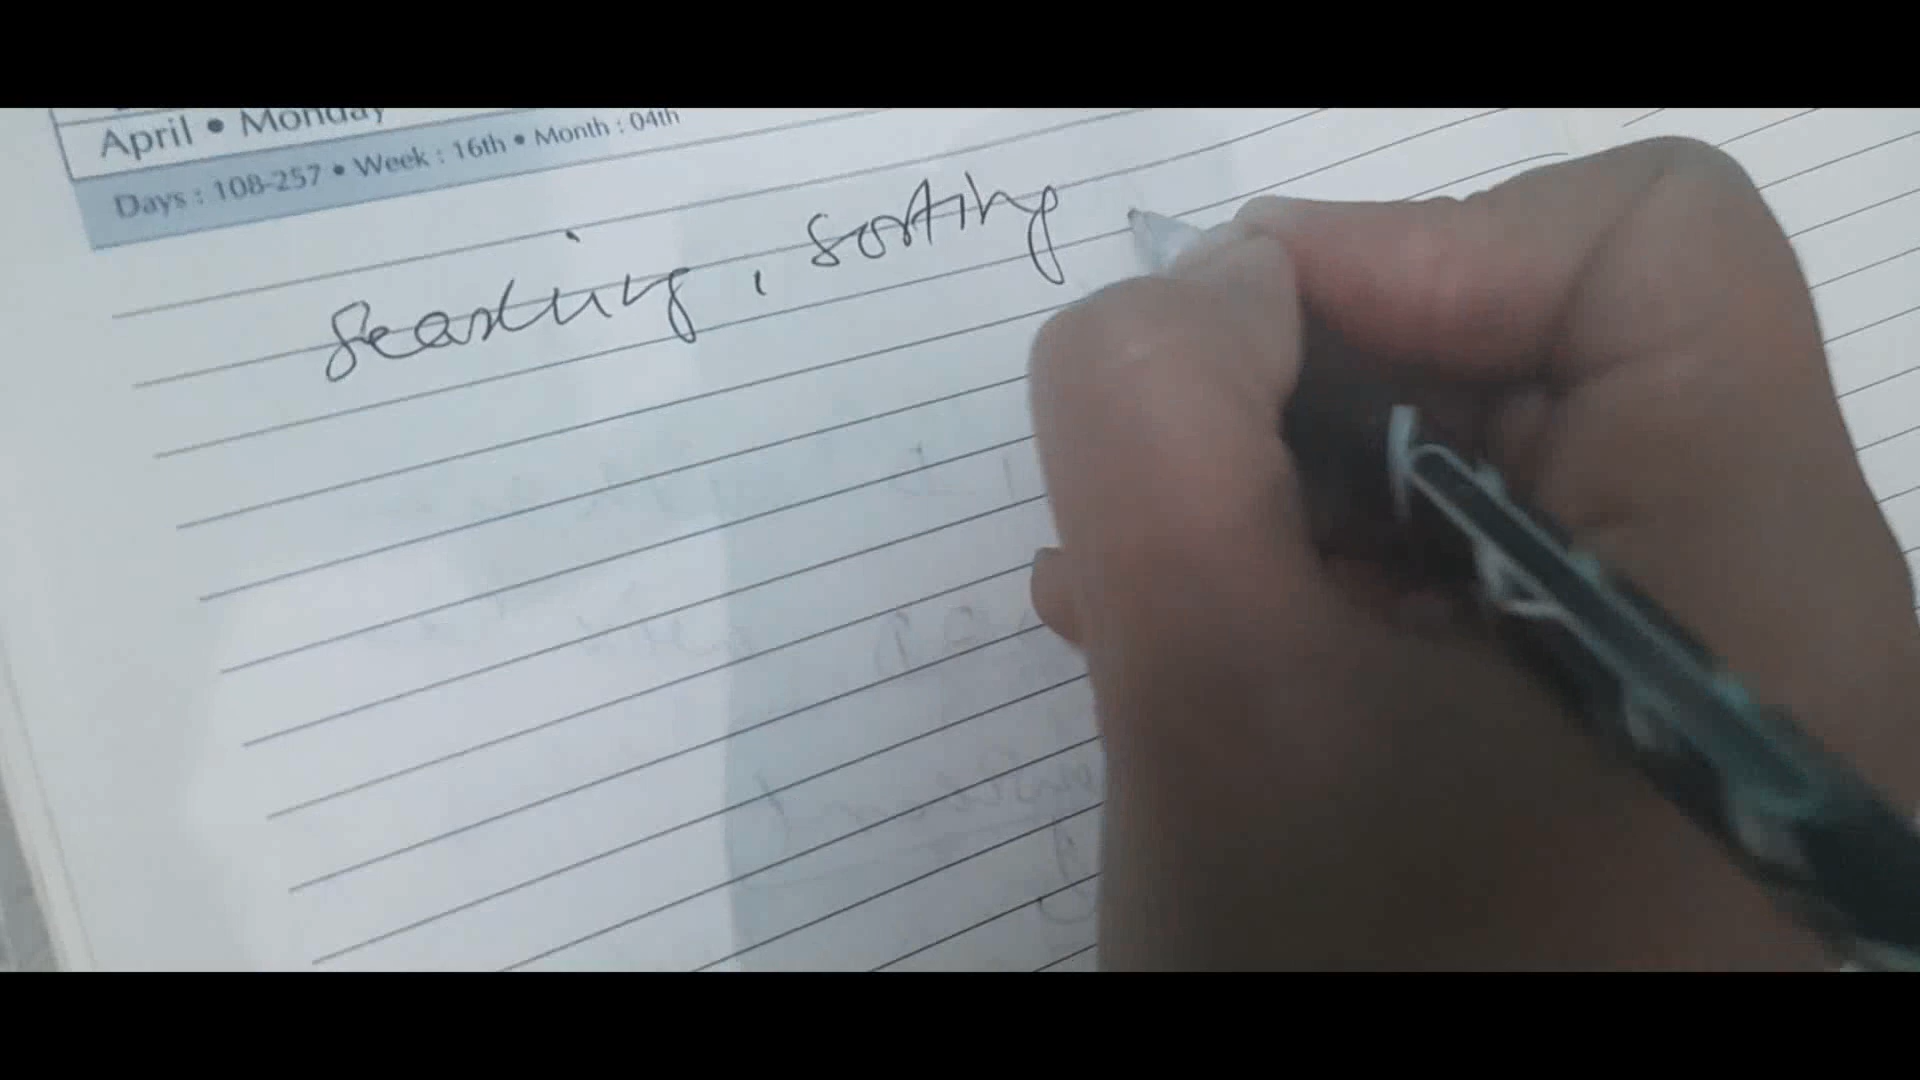 April • Monday
Days : 108-257 • Week : 16th • Month : 04th
Searching, Sorting